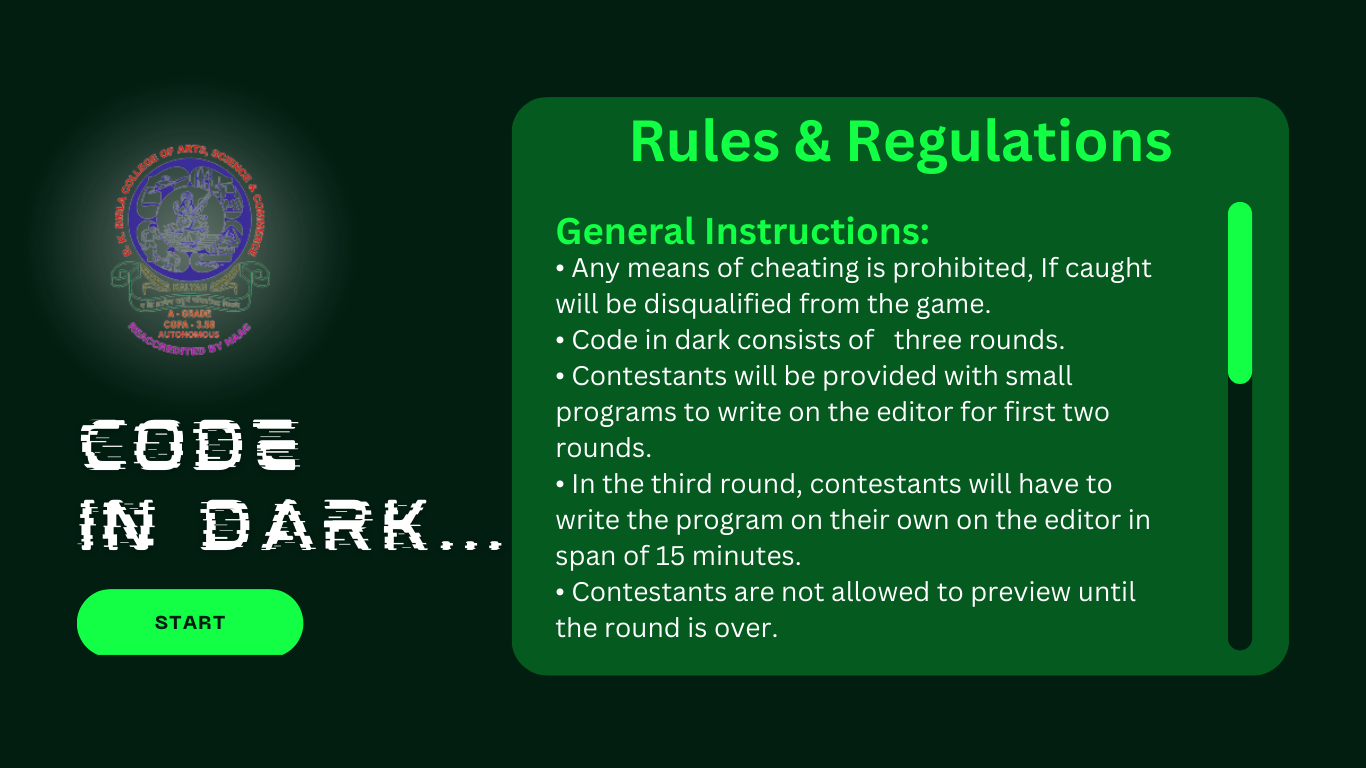 B. K. BIRLA COLLEGE OF ARTS, SCIENCE & COMMERCE
KALYAN
A - GRADE
CGPA - 3.58
AUTONOMOUS
REACCREDITED BY NAAC
CODE
IN DARK...
START
Rules & Regulations
General Instructions:
• Any means of cheating is prohibited, If caught
will be disqualified from the game.
• Code in dark consists of   three rounds.
• Contestants will be provided with small
programs to write on the editor for first two
rounds.
• In the third round, contestants will have to
write the program on their own on the editor in
span of 15 minutes.
• Contestants are not allowed to preview until
the round is over.